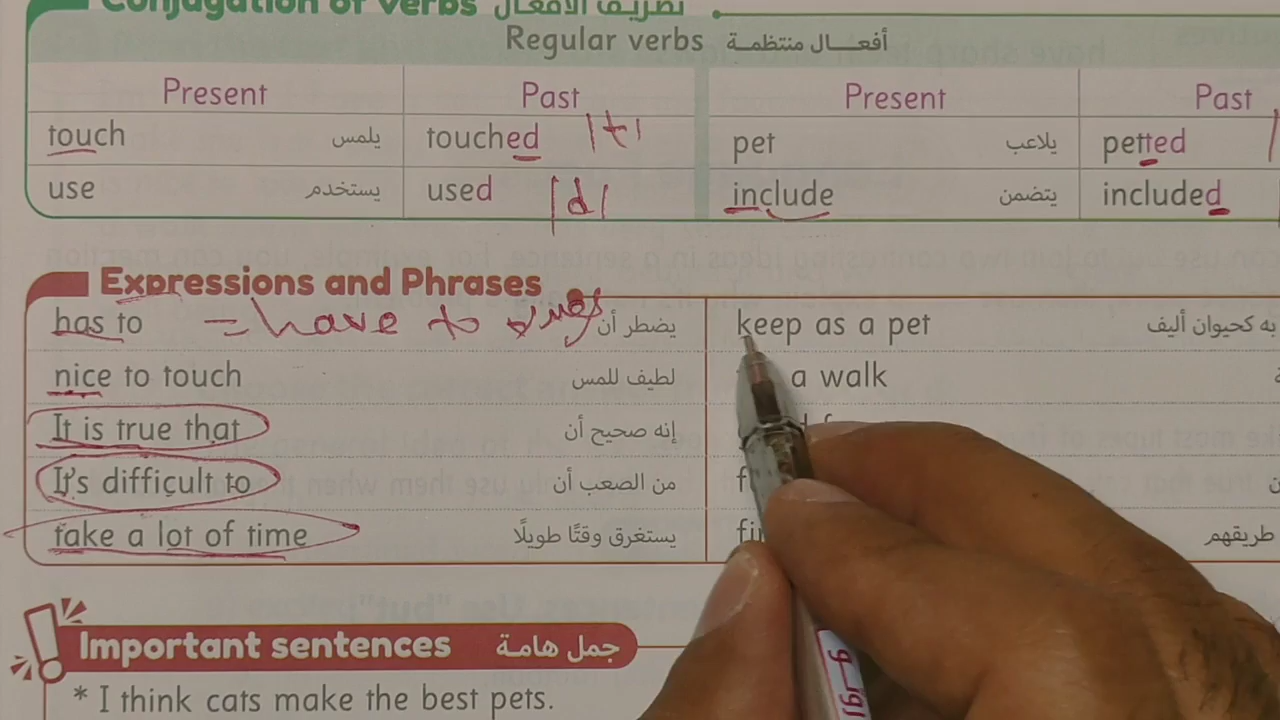 Conjugation of verbs تصريف الأفعال
Regular verbs أفعال منتظمة
Present Past Present Past
touch يلمس touched /t/ pet يلاعب petted
use يستخدم used /d/ include يتضمن included
Expressions and Phrases
has to = have to يضطر أن keep as a pet به كحيوان أليف
nice to touch لطيف للمس a walk
It is true that إنه صحيح أن
It's difficult to من الصعب أن
take a lot of time يستغرق وقتًا طويلًا طريقهم
Important sentences جمل هامة
* I think cats make the best pets.